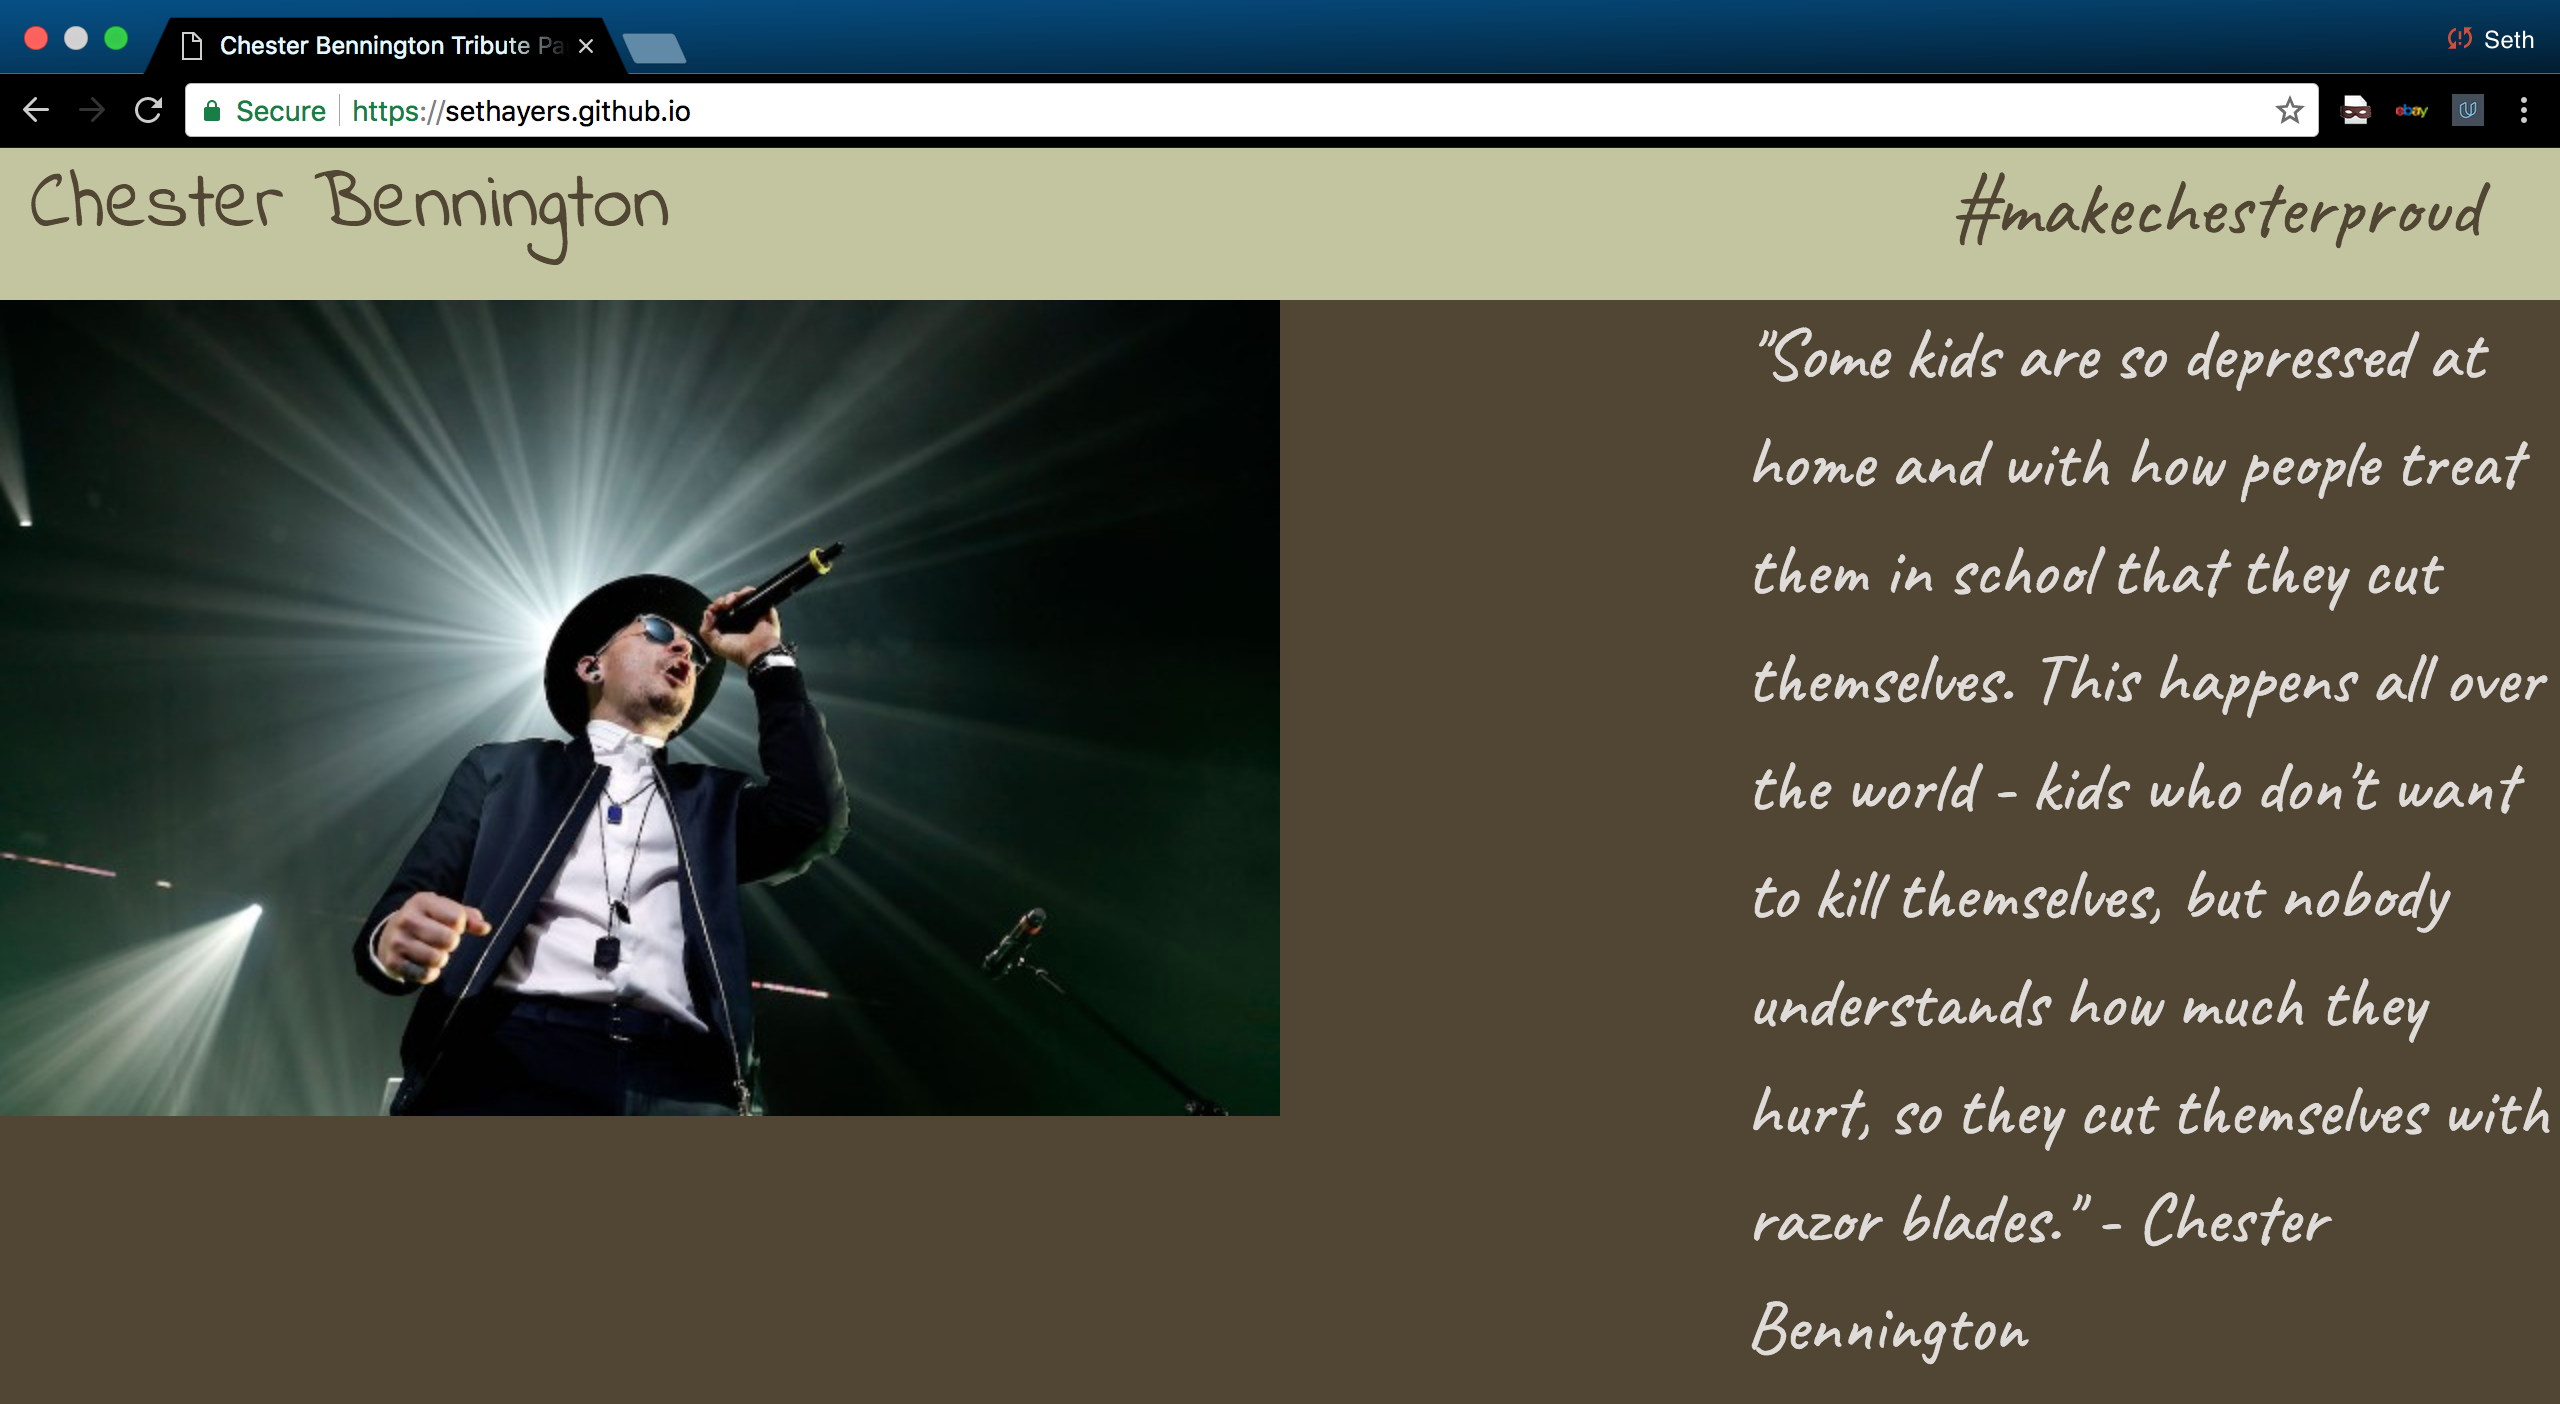 Chester Bennington Tribute Pa
Seth
Secure
https://sethayers.github.io
ebay
Chester Bennington
#makechesterproud
"Some kids are so depressed at
home and with how people treat
them in school that they cut
themselves. This happens all over
the world - kids who don't want
to kill themselves, but nobody
understands how much they
hurt, so they cut themselves with
razor blades." - Chester
Bennington